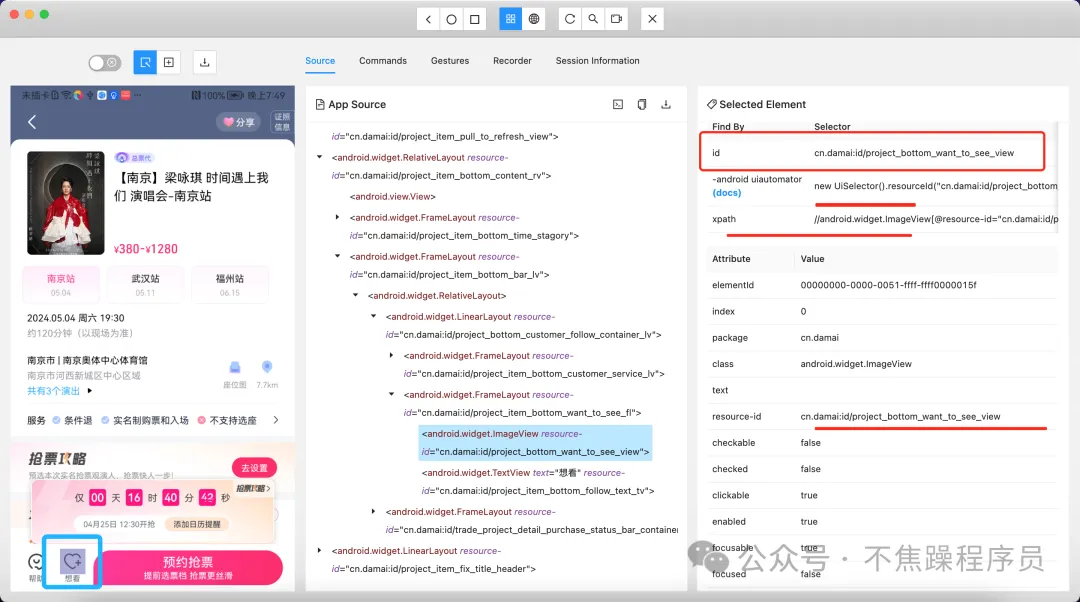 Source
Commands
Gestures
Recorder
Session Information
未插卡
100%
晚上7:49
分享
证照
信息
梁咏琪
时间遇上我们
总票代
【南京】梁咏琪 时间遇上我
们 演唱会-南京站
¥380-¥1280
南京站
05.04
武汉站
05.11
福州站
06.15
2024.05.04 周六 19:30
约120分钟（以现场为准）
南京市 | 南京奥体中心体育馆
南京市河西新城区中心区域
共有3个演出
座位图
7.7km
服务 条件退 实名制购票和入场 不支持选座
抢票攻略
预选本次实名抢票观演人，抢票快人一步！
去设置
抢票攻略
仅 00 天 16 时 40 分 42 秒
04月25日 12:30开抢
添加日历提醒
帮助
想看
预约抢票
提前选票档 抢票更丝滑
App Source
id="cn.damai:id/project_item_pull_to_refresh_view">
<android.widget.RelativeLayout resource-
id="cn.damai:id/project_item_bottom_content_rv">
<android.view.View>
<android.widget.FrameLayout resource-
id="cn.damai:id/project_item_bottom_time_stagory">
<android.widget.FrameLayout resource-
id="cn.damai:id/project_item_bottom_bar_lv">
<android.widget.RelativeLayout>
<android.widget.LinearLayout resource-
id="cn.damai:id/project_bottom_customer_follow_container_lv">
<android.widget.FrameLayout resource-
id="cn.damai:id/project_item_bottom_customer_service_lv">
<android.widget.FrameLayout resource-
id="cn.damai:id/project_item_bottom_want_to_see_fl">
<android.widget.ImageView resource-
id="cn.damai:id/project_bottom_want_to_see_view">
<android.widget.TextView text="想看" resource-
id="cn.damai:id/project_item_bottom_follow_text_tv">
<android.widget.FrameLayout resource-
id="cn.damai:id/trade_project_detail_purchase_status_bar_container
<android.widget.LinearLayout resource-
id="cn.damai:id/project_item_fix_title_header">
Selected Element
Find By Selector
id cn.damai:id/project_bottom_want_to_see_view
-android uiautomator
(docs)
new UiSelector().resourceId("cn.damai:id/project_bottom
xpath //android.widget.ImageView[@resource-id="cn.damai:id/p
Attribute Value
elementId 00000000-0000-0051-ffff-ffff0000015f
index 0
package cn.damai
class android.widget.ImageView
text
resource-id cn.damai:id/project_bottom_want_to_see_view
checkable false
checked false
clickable true
enabled true
focusable true
focused false
公众号 · 不焦躁程序员